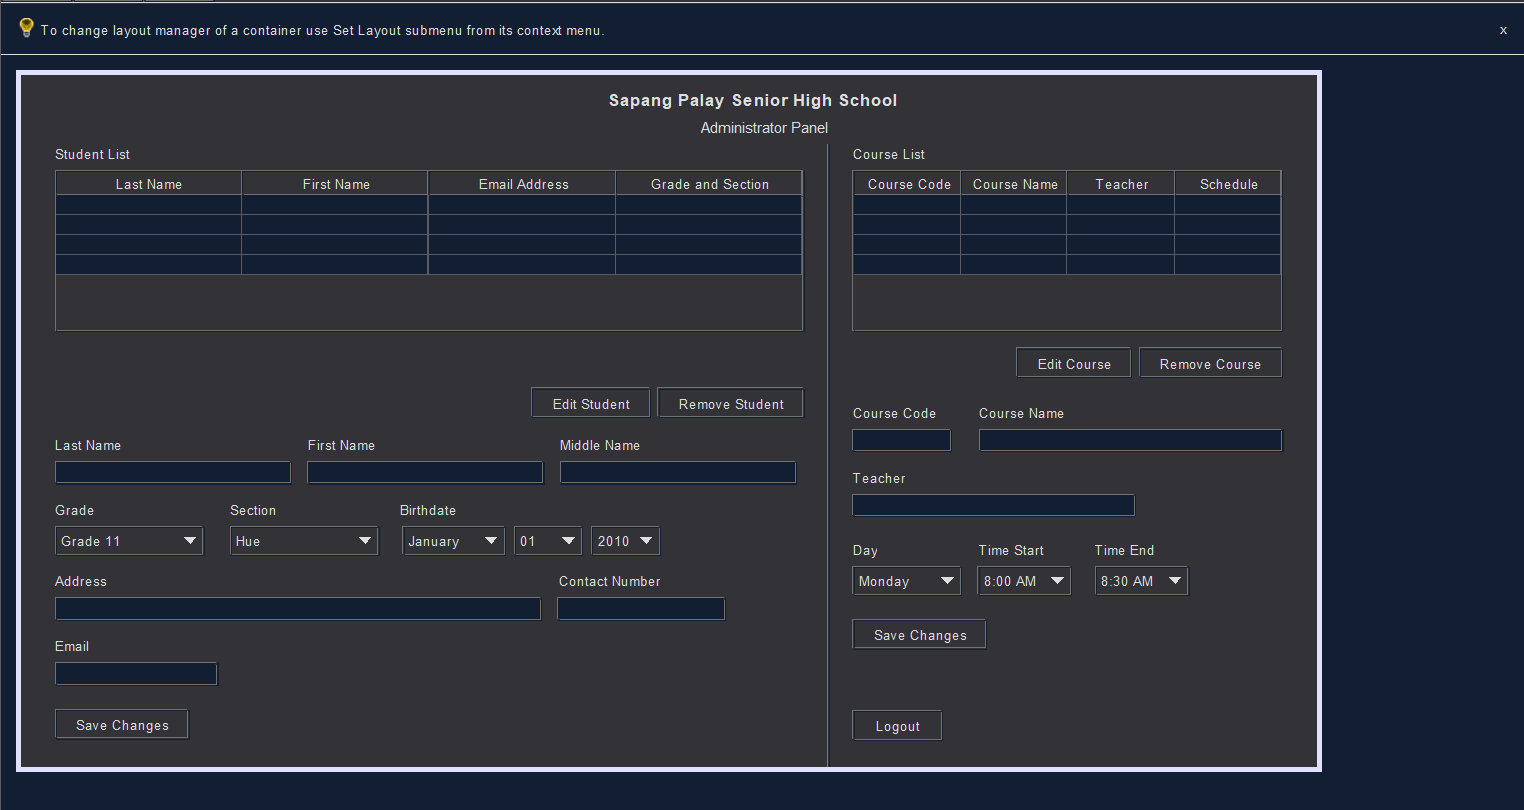 To change layout manager of a container use Set Layout submenu from its context menu. x
Sapang Palay Senior High School
Administrator Panel
Student List
Last Name First Name Email Address Grade and Section
Edit Student Remove Student
Last Name First Name Middle Name
Grade Section Birthdate
Grade 11 Hue January 01 2010
Address Contact Number
Email
Save Changes
Course List
Course Code Course Name Teacher Schedule
Edit Course Remove Course
Course Code Course Name
Teacher
Day Time Start Time End
Monday 8:00 AM 8:30 AM
Save Changes
Logout